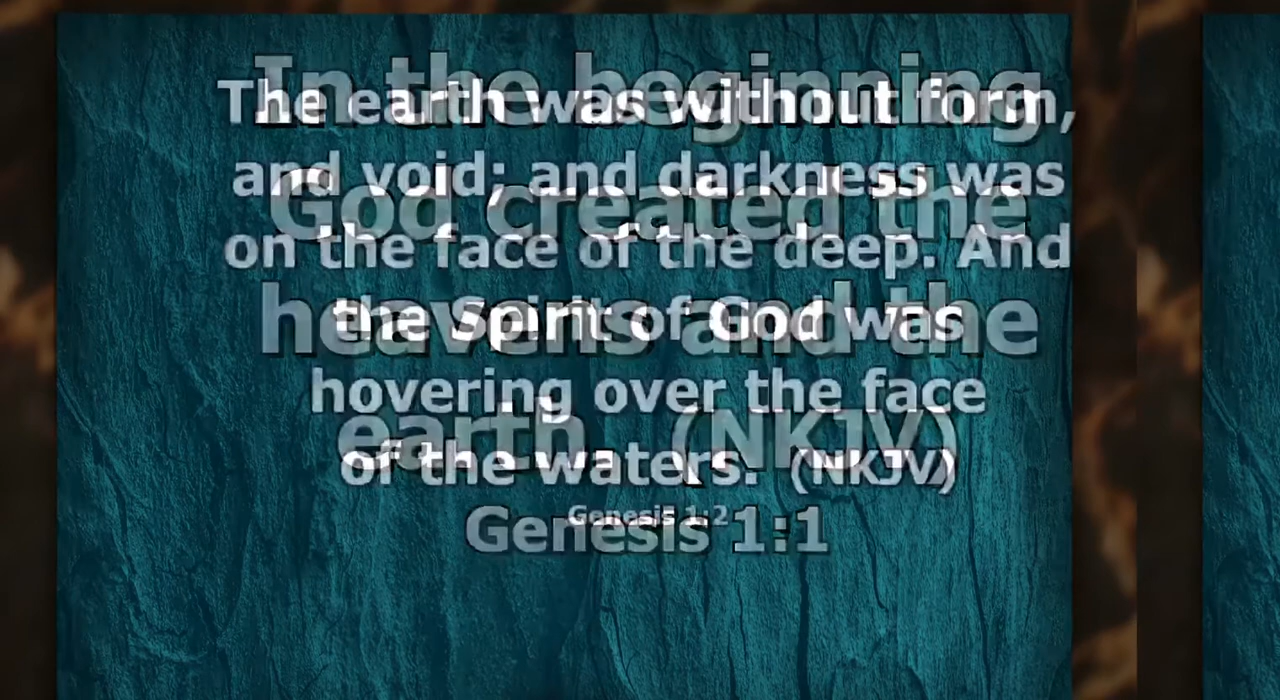 In the beginning
God created the
heavens and the
earth. (NKJV)
Genesis 1:1
The earth was without form,
and void; and darkness was
on the face of the deep. And
the Spirit of God was
hovering over the face
of the waters. (NKJV)
Genesis 1:2